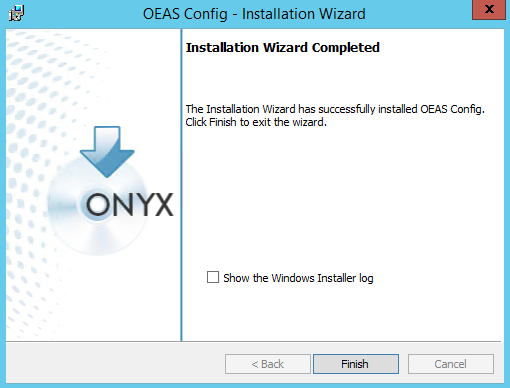 OEAS Config - Installation Wizard
x
Installation Wizard Completed
The Installation Wizard has successfully installed OEAS Config.
Click Finish to exit the wizard.
ONYX
Show the Windows Installer log
< Back
Finish
Cancel